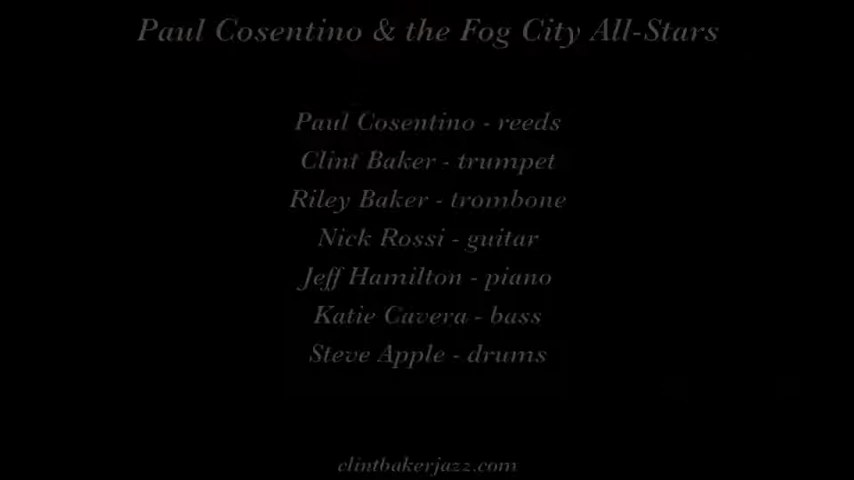 Paul Cosentino & the Fog City All-Stars
Paul Cosentino - reeds
Clint Baker - trumpet
Riley Baker - trombone
Nick Rossi - guitar
Jeff Hamilton - piano
Katie Cavera - bass
Steve Apple - drums
clintbakerjazz.com